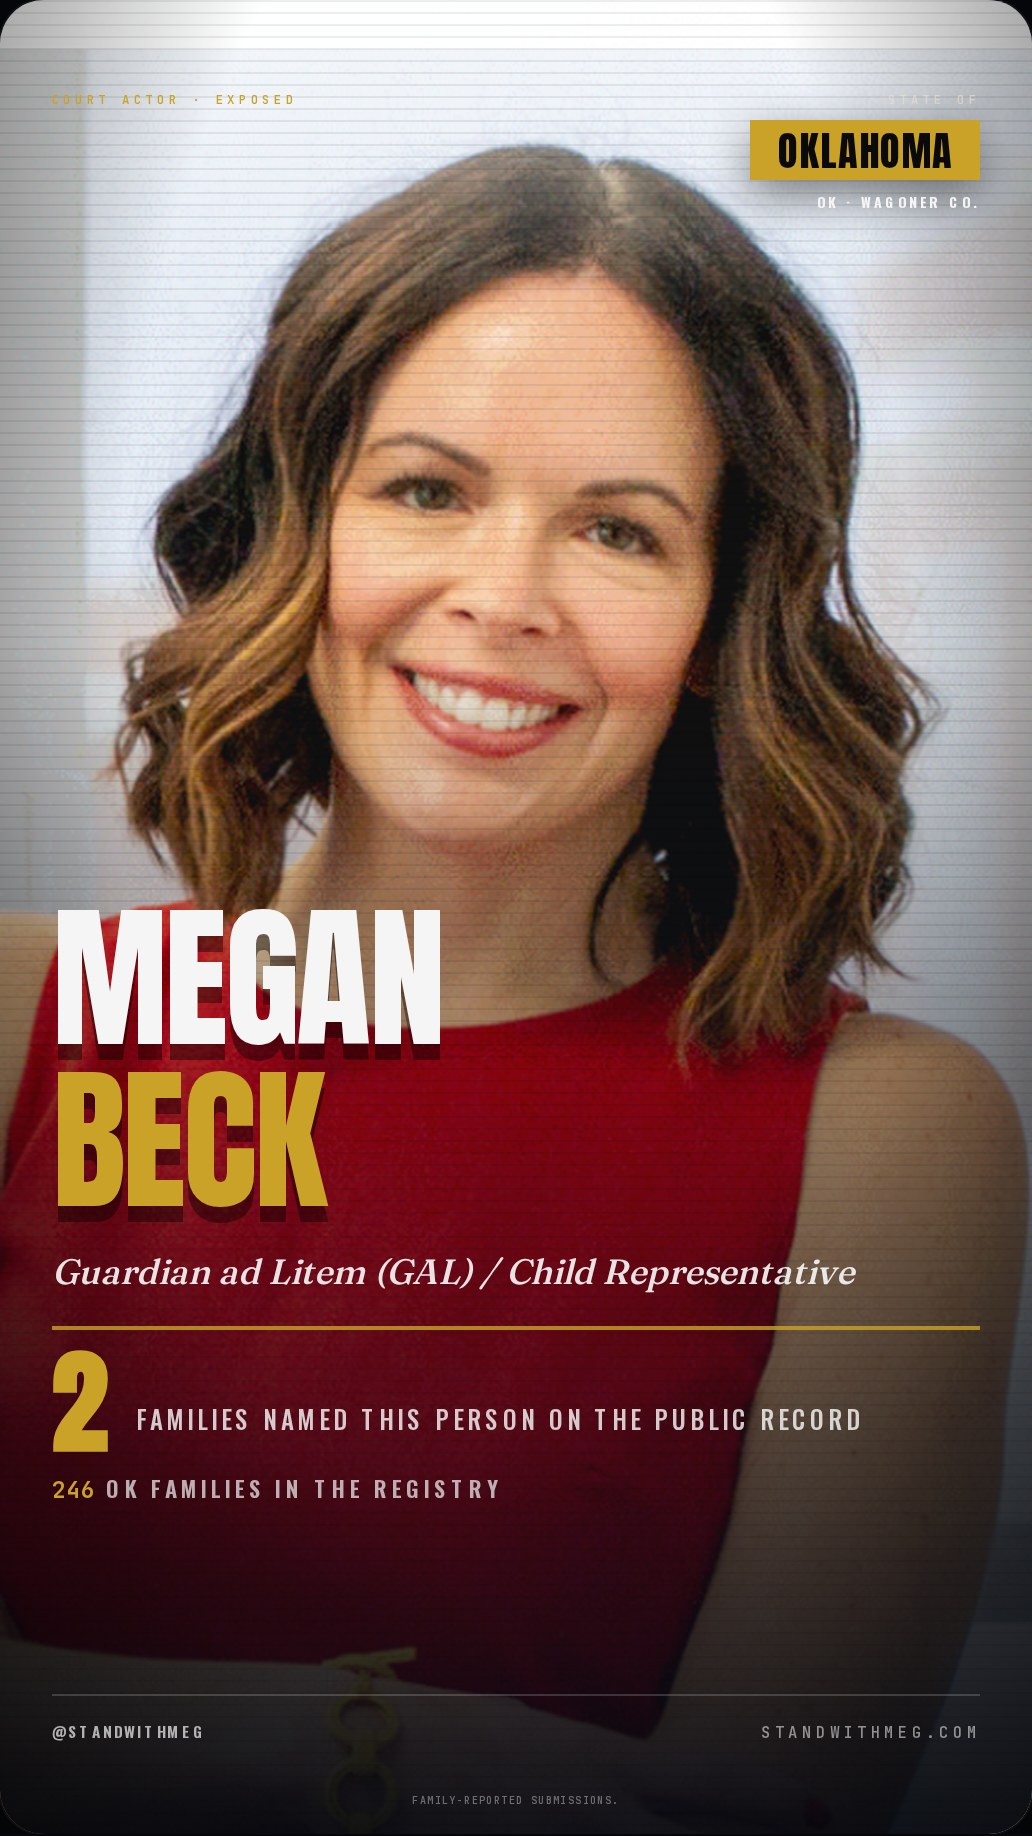 COURT ACTOR · EXPOSED
STATE OF
OKLAHOMA
OK · WAGONER CO.
MEGAN
BECK
Guardian ad Litem (GAL) / Child Representative
2 FAMILIES NAMED THIS PERSON ON THE PUBLIC RECORD
246 OK FAMILIES IN THE REGISTRY
@STANDWITHMEG
STANDWITHMEG.COM
FAMILY-REPORTED SUBMISSIONS.